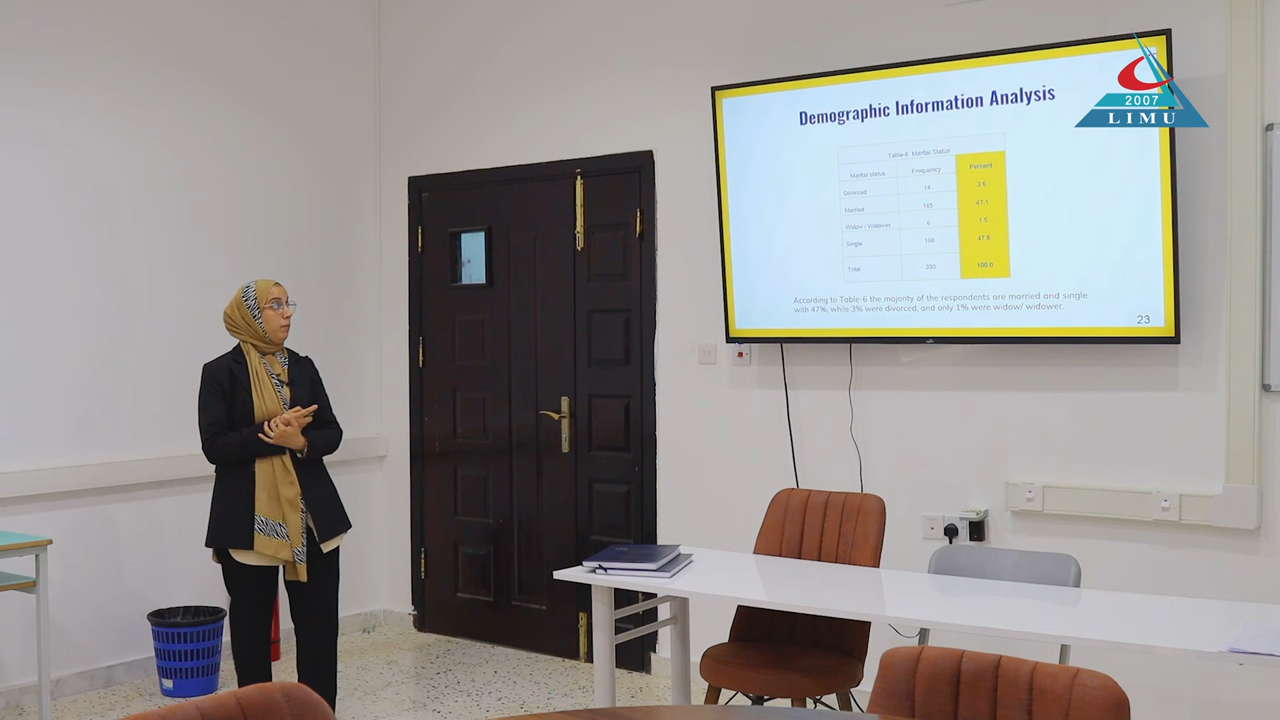 Demographic Information Analysis
Table-6: Marital Status
Marital status Frequency Percent
Divorced 14 3.6
Married 185 47.1
Widow / Widower 6 1.5
Single 188 47.8
Total 393 100.0
According to Table-6 the majority of the respondents are married and single
with 47%, while 3% were divorced, and only 1% were widow/ widower.
23
2007
LIMU